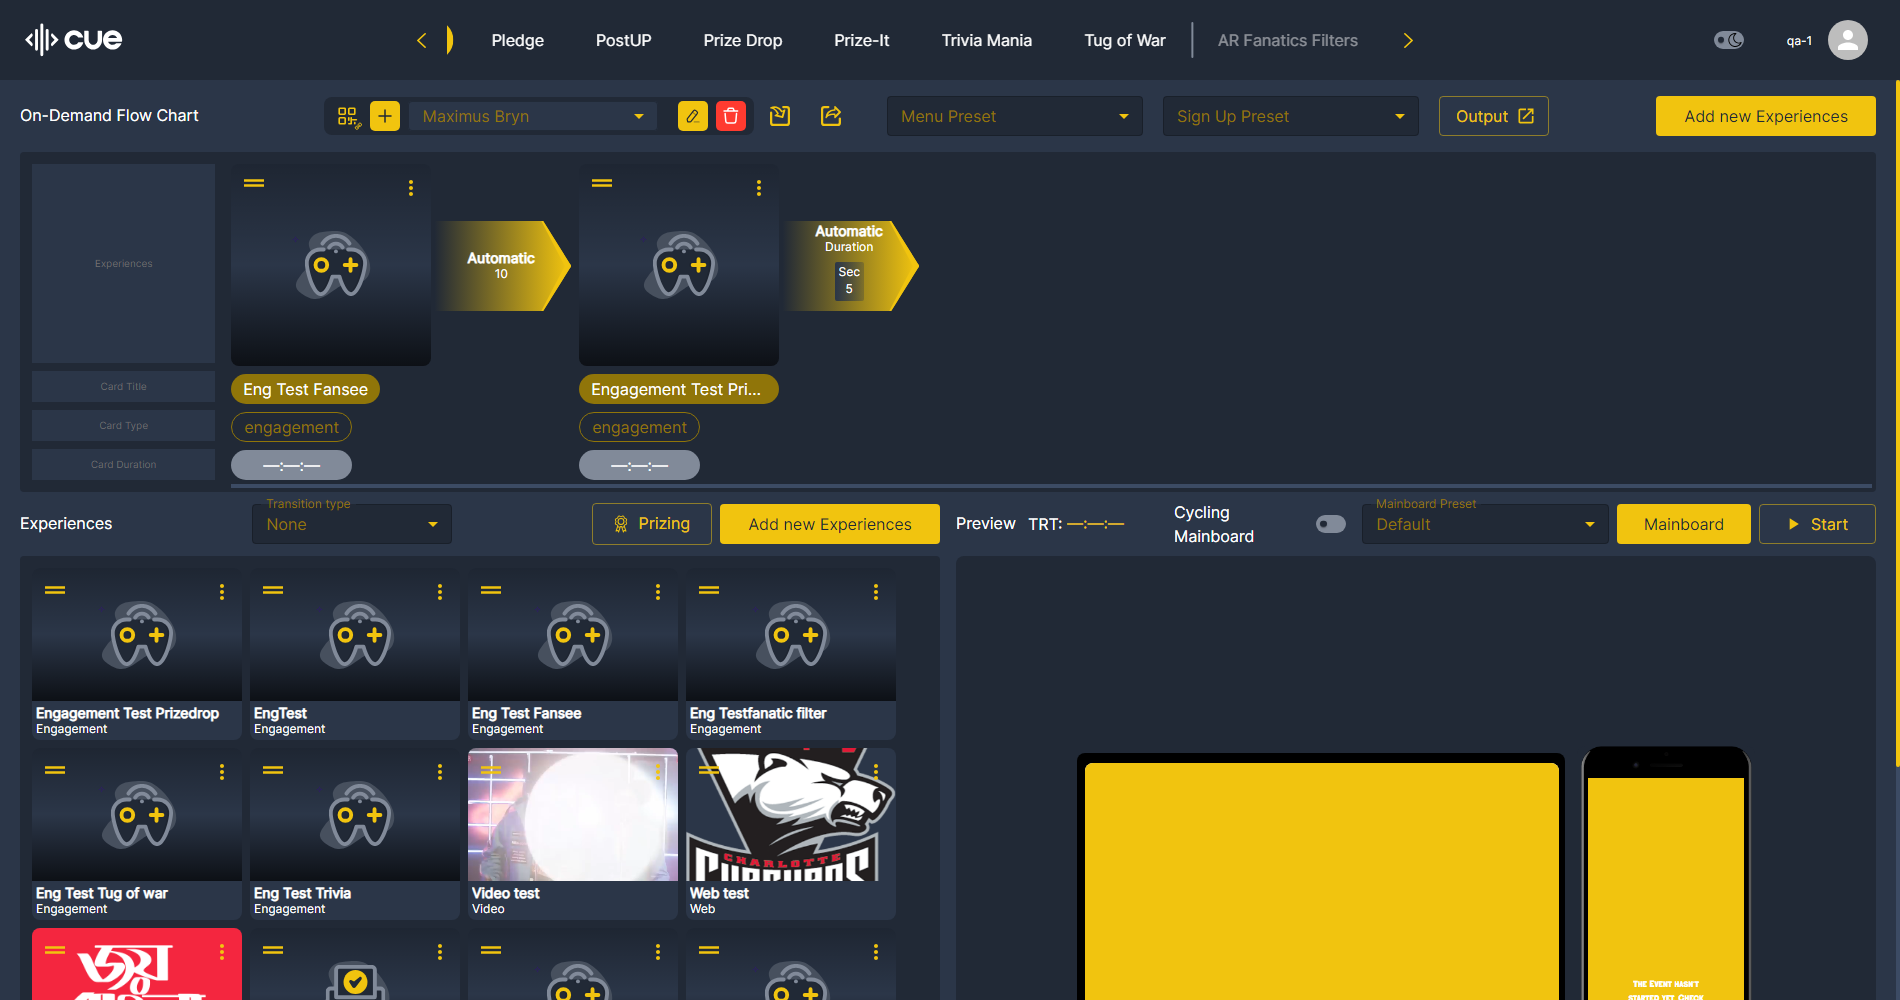 cue
Pledge
PostUP
Prize Drop
Prize-It
Trivia Mania
Tug of War
AR Fanatics Filters
qa-1
On-Demand Flow Chart
Maximus Bryn
Menu Preset
Sign Up Preset
Output
Add new Experiences
Experiences
Automatic
10
Automatic
Duration
Sec
5
Card Title
Eng Test Fansee
Engagement Test Pri...
Card Type
engagement
engagement
Card Duration
—:—:—
—:—:—
Experiences
Transition type
None
Prizing
Add new Experiences
Preview
TRT: —:—:—
Cycling
Mainboard
Mainboard Preset
Default
Mainboard
Start
Engagement Test Prizedrop
Engagement
EngTest
Engagement
Eng Test Fansee
Engagement
Eng Testfanatic filter
Engagement
CHARLOTTE
Eng Test Tug of war
Engagement
Eng Test Trivia
Engagement
Video test
Video
Web test
Web
জয়
The Event hasn't
started yet. Check